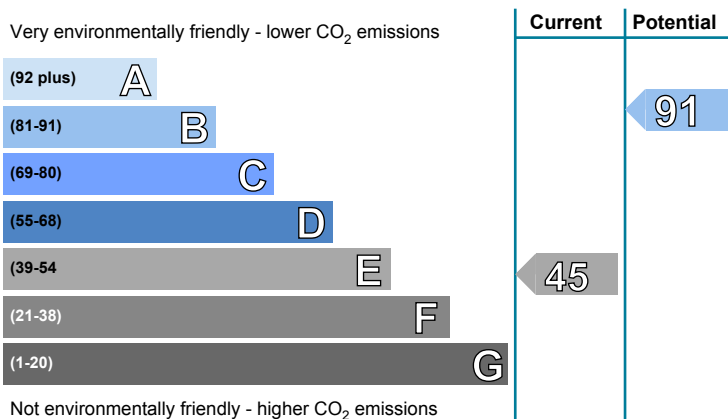 Very environmentally friendly - lower CO2 emissions
Current
Potential
(92 plus) A
(81-91) B
91
(69-80) C
(55-68) D
(39-54 E
45
(21-38) F
(1-20) G
Not environmentally friendly - higher CO2 emissions